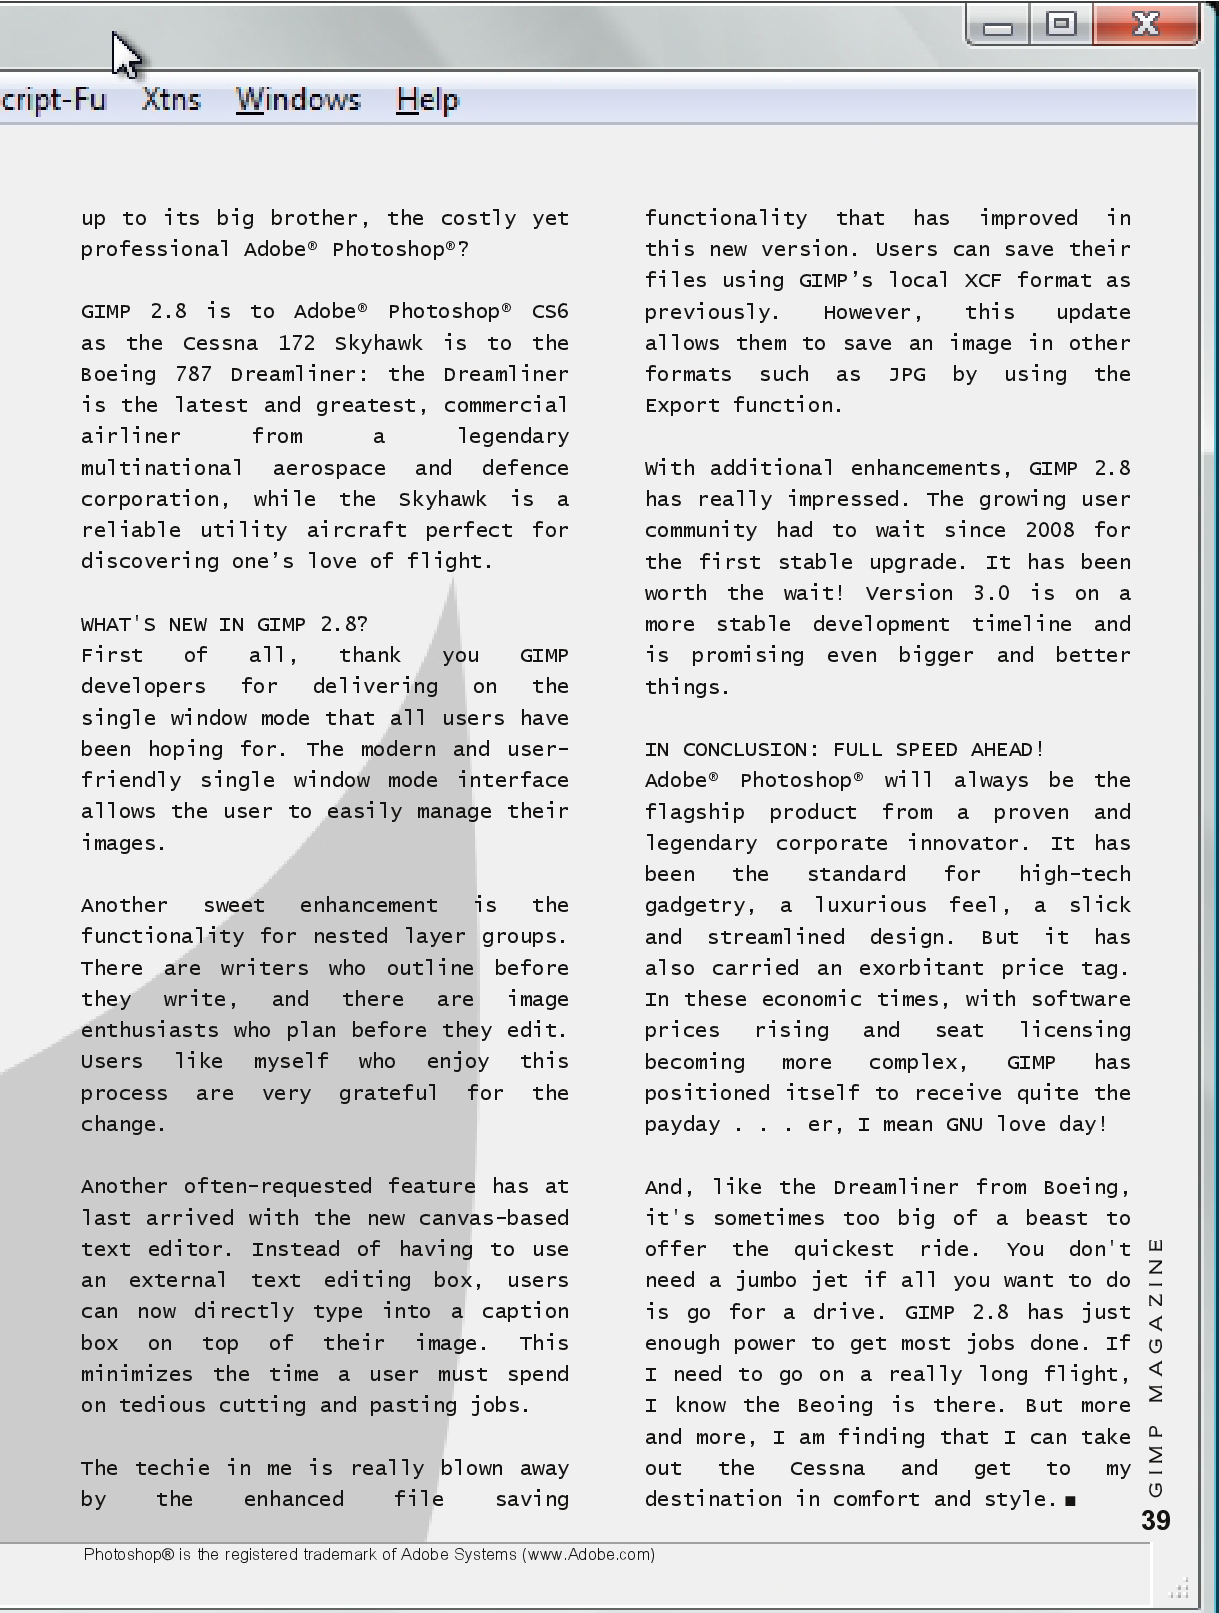 cript-Fu Xtns Windows Help
up to its big brother, the costly yet
professional Adobe® Photoshop®?
GIMP 2.8 is to Adobe® Photoshop® CS6
as the Cessna 172 Skyhawk is to the
Boeing 787 Dreamliner: the Dreamliner
is the latest and greatest, commercial
airliner from a legendary
multinational aerospace and defence
corporation, while the Skyhawk is a
reliable utility aircraft perfect for
discovering one’s love of flight.
WHAT'S NEW IN GIMP 2.8?
First of all, thank you GIMP
developers for delivering on the
single window mode that all users have
been hoping for. The modern and user-
friendly single window mode interface
allows the user to easily manage their
images.
Another sweet enhancement is the
functionality for nested layer groups.
There are writers who outline before
they write, and there are image
enthusiasts who plan before they edit.
Users like myself who enjoy this
process are very grateful for the
change.
Another often-requested feature has at
last arrived with the new canvas-based
text editor. Instead of having to use
an external text editing box, users
can now directly type into a caption
box on top of their image. This
minimizes the time a user must spend
on tedious cutting and pasting jobs.
The techie in me is really blown away
by the enhanced file saving
functionality that has improved in
this new version. Users can save their
files using GIMP’s local XCF format as
previously. However, this update
allows them to save an image in other
formats such as JPG by using the
Export function.
With additional enhancements, GIMP 2.8
has really impressed. The growing user
community had to wait since 2008 for
the first stable upgrade. It has been
worth the wait! Version 3.0 is on a
more stable development timeline and
is promising even bigger and better
things.
IN CONCLUSION: FULL SPEED AHEAD!
Adobe® Photoshop® will always be the
flagship product from a proven and
legendary corporate innovator. It has
been the standard for high-tech
gadgetry, a luxurious feel, a slick
and streamlined design. But it has
also carried an exorbitant price tag.
In these economic times, with software
prices rising and seat licensing
becoming more complex, GIMP has
positioned itself to receive quite the
payday . . . er, I mean GNU love day!
And, like the Dreamliner from Boeing,
it's sometimes too big of a beast to
offer the quickest ride. You don't
need a jumbo jet if all you want to do
is go for a drive. GIMP 2.8 has just
enough power to get most jobs done. If
I need to go on a really long flight,
I know the Beoing is there. But more
and more, I am finding that I can take
out the Cessna and get to my
destination in comfort and style.■
GIMP MAGAZINE
39
Photoshop® is the registered trademark of Adobe Systems (www.Adobe.com)